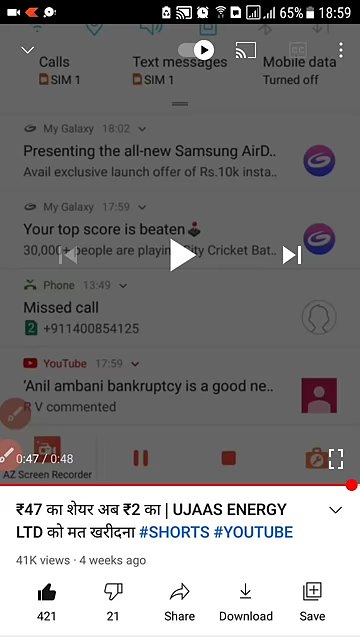 65% 18:59
CC
Calls Text messages Mobile data
SIM 1 SIM 1 Turned off
My Galaxy 18:02
Presenting the all-new Samsung AirD..
Avail exclusive launch offer of Rs.10k insta..
My Galaxy 17:59
Your top score is beaten
30,000+ people are playin City Cricket Bat..
Phone 13:49
Missed call
2 +911400854125
YouTube 17:59
‘Anil ambani bankruptcy is a good ne..
R V commented
0:47 / 0:48
AZ Screen Recorder
₹47 का शेयर अब ₹2 का | UJAAS ENERGY
LTD को मत खरीदना #SHORTS #YOUTUBE
41K views · 4 weeks ago
421 21 Share Download Save